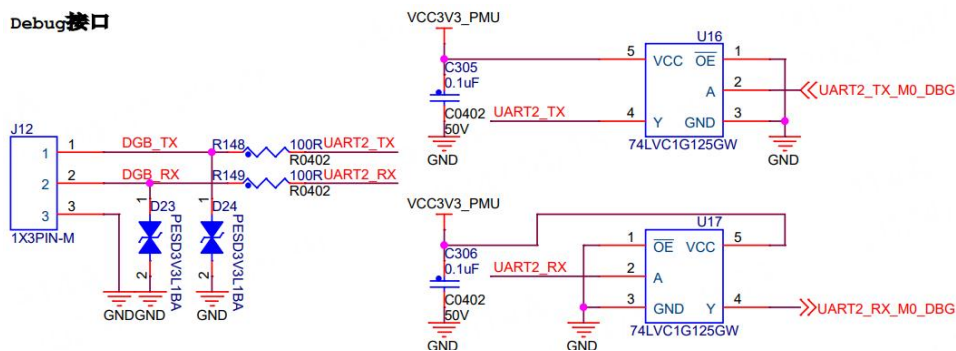 Debug接口
J12
1
2
3
1
2
3
1X3PIN-M
DGB_TX
DGB_RX
R148
100R
R0402
UART2_TX
R149
100R
R0402
UART2_RX
D23
1
2
PESD3V3L1BA
D24
1
2
PESD3V3L1BA
GND
GND
GND
VCC3V3_PMU
C305
0.1uF
C0402
50V
GND
UART2_TX
U16
5
VCC
OE
1
A
2
4
Y
GND
3
74LVC1G125GW
UART2_TX_M0_DBG
GND
VCC3V3_PMU
C306
0.1uF
C0402
50V
GND
UART2_RX
U17
1
OE
VCC
5
2
A
3
GND
Y
4
74LVC1G125GW
UART2_RX_M0_DBG
GND